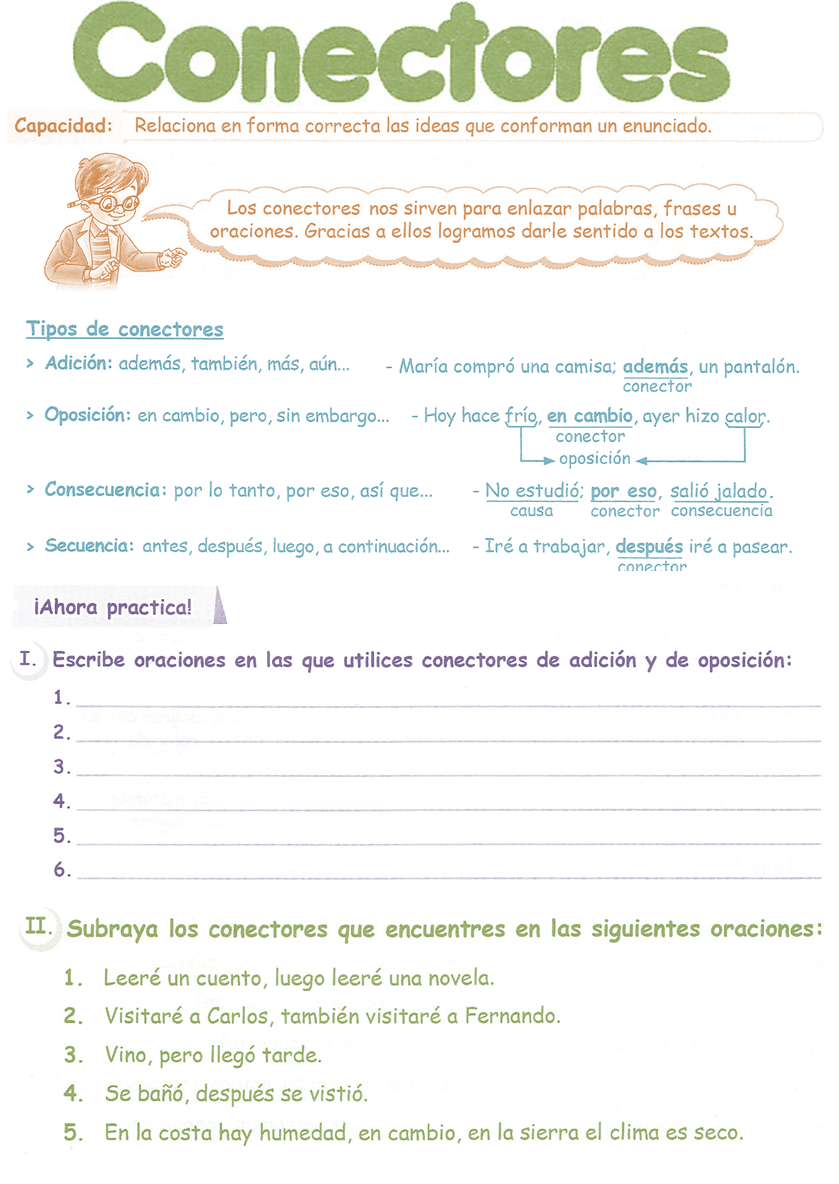 Conectores
Capacidad: Relaciona en forma correcta las ideas que conforman un enunciado.
Los conectores nos sirven para enlazar palabras, frases u
oraciones. Gracias a ellos logramos darle sentido a los textos.
Tipos de conectores
> Adición: además, también, más, aún... - María compró una camisa; además, un pantalón.
conector
> Oposición: en cambio, pero, sin embargo... - Hoy hace frío, en cambio, ayer hizo calor.
conector
oposición
> Consecuencia: por lo tanto, por eso, así que... - No estudió; por eso, salió jalado.
causa conector consecuencia
> Secuencia: antes, después, luego, a continuación... - Iré a trabajar, después iré a pasear.
conector
¡Ahora practica!
I. Escribe oraciones en las que utilices conectores de adición y de oposición:
1.
2.
3.
4.
5.
6.
II. Subraya los conectores que encuentres en las siguientes oraciones:
1. Leeré un cuento, luego leeré una novela.
2. Visitaré a Carlos, también visitaré a Fernando.
3. Vino, pero llegó tarde.
4. Se bañó, después se vistió.
5. En la costa hay humedad, en cambio, en la sierra el clima es seco.